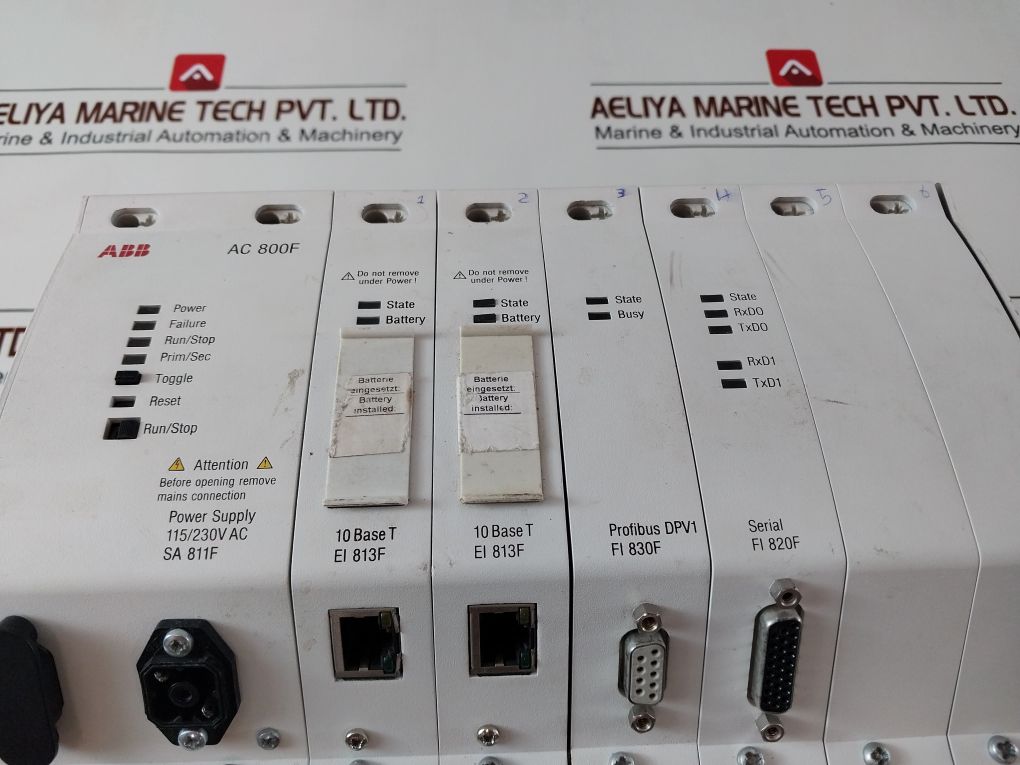 AELIYA MARINE TECH PVT. LTD.
Marine & Industrial Automation & Machinery
AELIYA MARINE TECH PVT. LTD.
Marine & Industrial Automation & Machinery
1
2
3
4
5
6
ABB
AC 800F
Power
Failure
Run/Stop
Prim/Sec
Toggle
Reset
Run/Stop
Attention
Before opening remove
mains connection
Power Supply
115/230V AC
SA 811F
Do not remove
under Power !
State
Battery
Batterie
eingesetzt:
Battery
installed:
10 Base T
EI 813F
Do not remove
under Power !
State
Battery
Batterie
eingesetzt:
Battery
installed:
10 Base T
EI 813F
State
Busy
Profibus DPV1
FI 830F
State
RxD0
TxD0
RxD1
TxD1
Serial
FI 820F